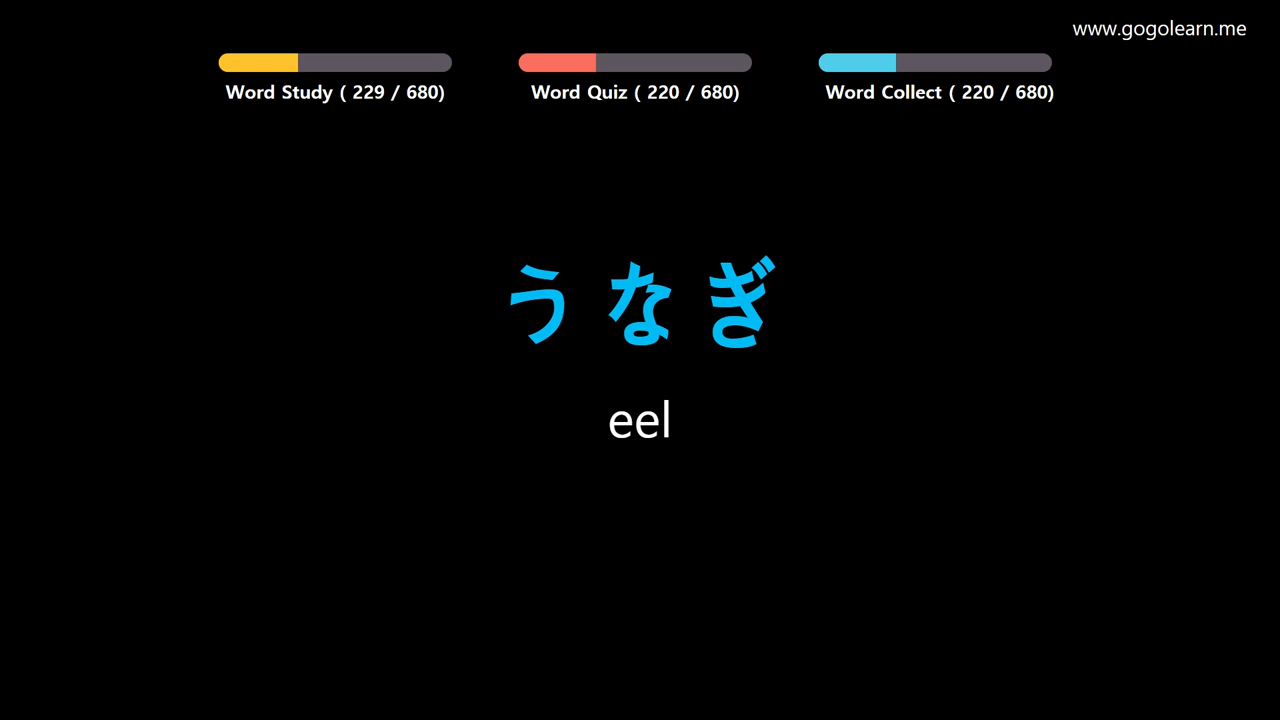 www.gogolearn.me
Word Study ( 229 / 680) Word Quiz ( 220 / 680) Word Collect ( 220 / 680)
うなぎ
eel